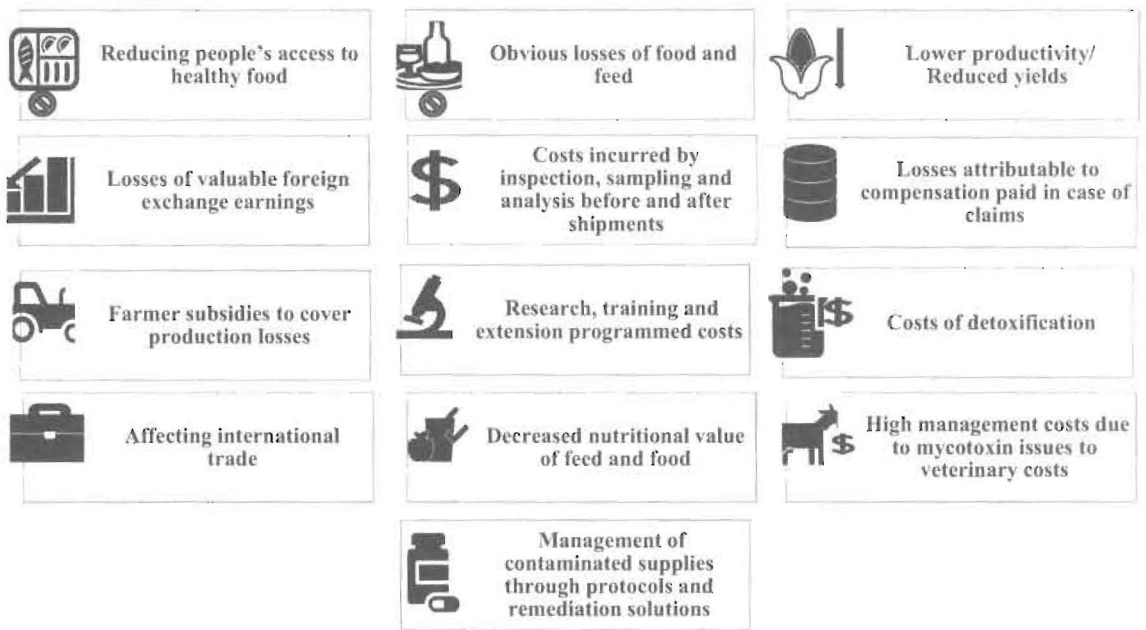 Reducing people's access to
healthy food
Obvious losses of food and
feed
Lower productivity/
Reduced yields
Losses of valuable foreign
exchange earnings
$
Costs incurred by
inspection, sampling and
analysis before and after
shipments
Losses attributable to
compensation paid in case of
claims
Farmer subsidies to cover
production losses
Research, training and
extension programmed costs
$
Costs of detoxification
Affecting international
trade
Decreased nutritional value
of feed and food
$
High management costs due
to mycotoxin issues to
veterinary costs
Management of
contaminated supplies
through protocols and
remediation solutions